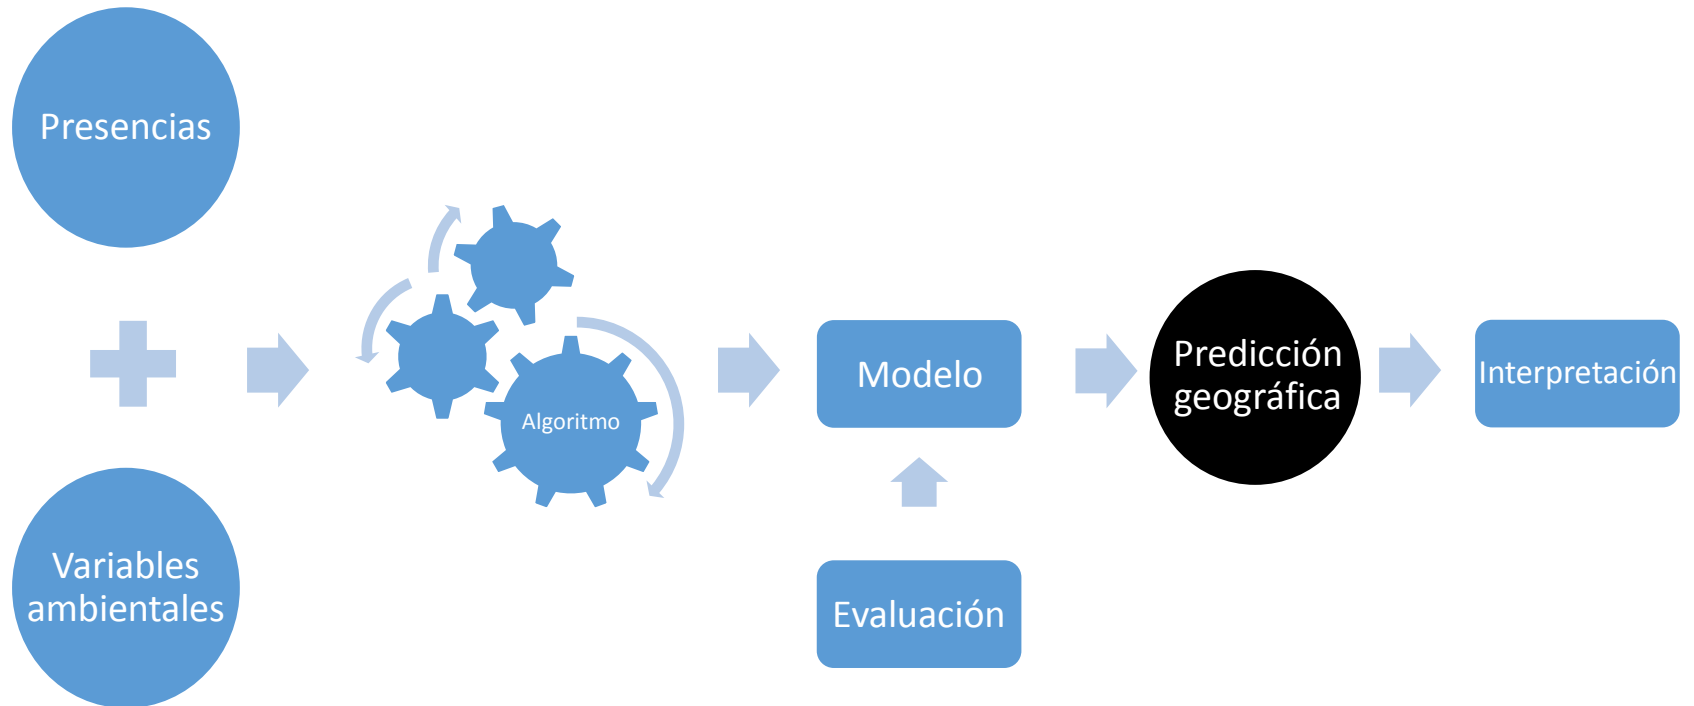 Presencias
Variables
ambientales
Algoritmo
Modelo
Evaluación
Predicción
geográfica
Interpretación